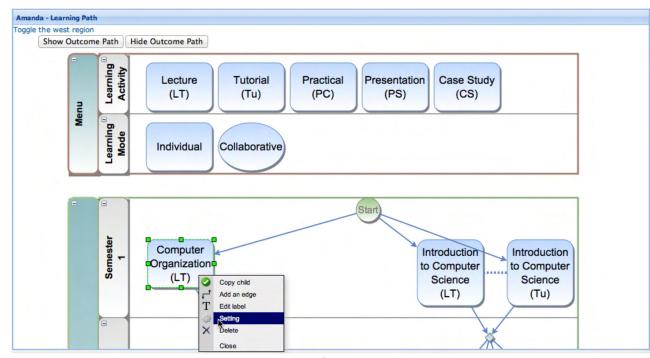 Amanda - Learning Path
Toggle the west region
Show Outcome Path Hide Outcome Path
Menu
Learning
Activity
Lecture
(LT)
Tutorial
(Tu)
Practical
(PC)
Presentation
(PS)
Case Study
(CS)
Learning
Mode
Individual
Collaborative
Start
Semester
1
Computer
Organization
(LT)
Introduction
to Computer
Science
(LT)
Introduction
to Computer
Science
(Tu)
Copy child
Add an edge
T Edit label
Setting
Delete
Close